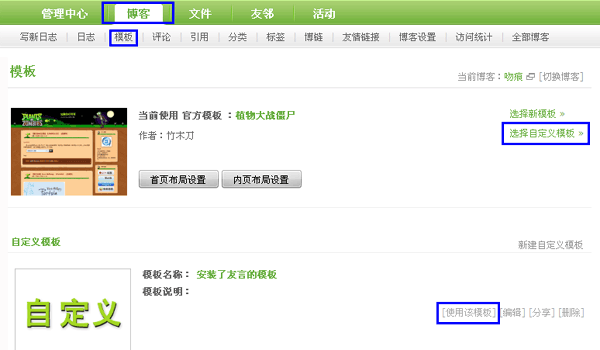 管理中心 博客 文件 友邻 活动
写新日志 日志 模板 评论 引用 分类 标签 博链 友情链接 博客设置 访问统计 全部博客
模板
当前博客：吻痕 [切换博客]
PLANTS
ZOMBIES
当前使用 官方模板 ：植物大战僵尸
作者：竹木刀
选择新模板 »
选择自定义模板 »
首页布局设置 内页布局设置
自定义模板
新建自定义模板
自定义
模板名称： 安装了友言的模板
模板说明：
[使用该模板] [编辑] [分享] [删除]